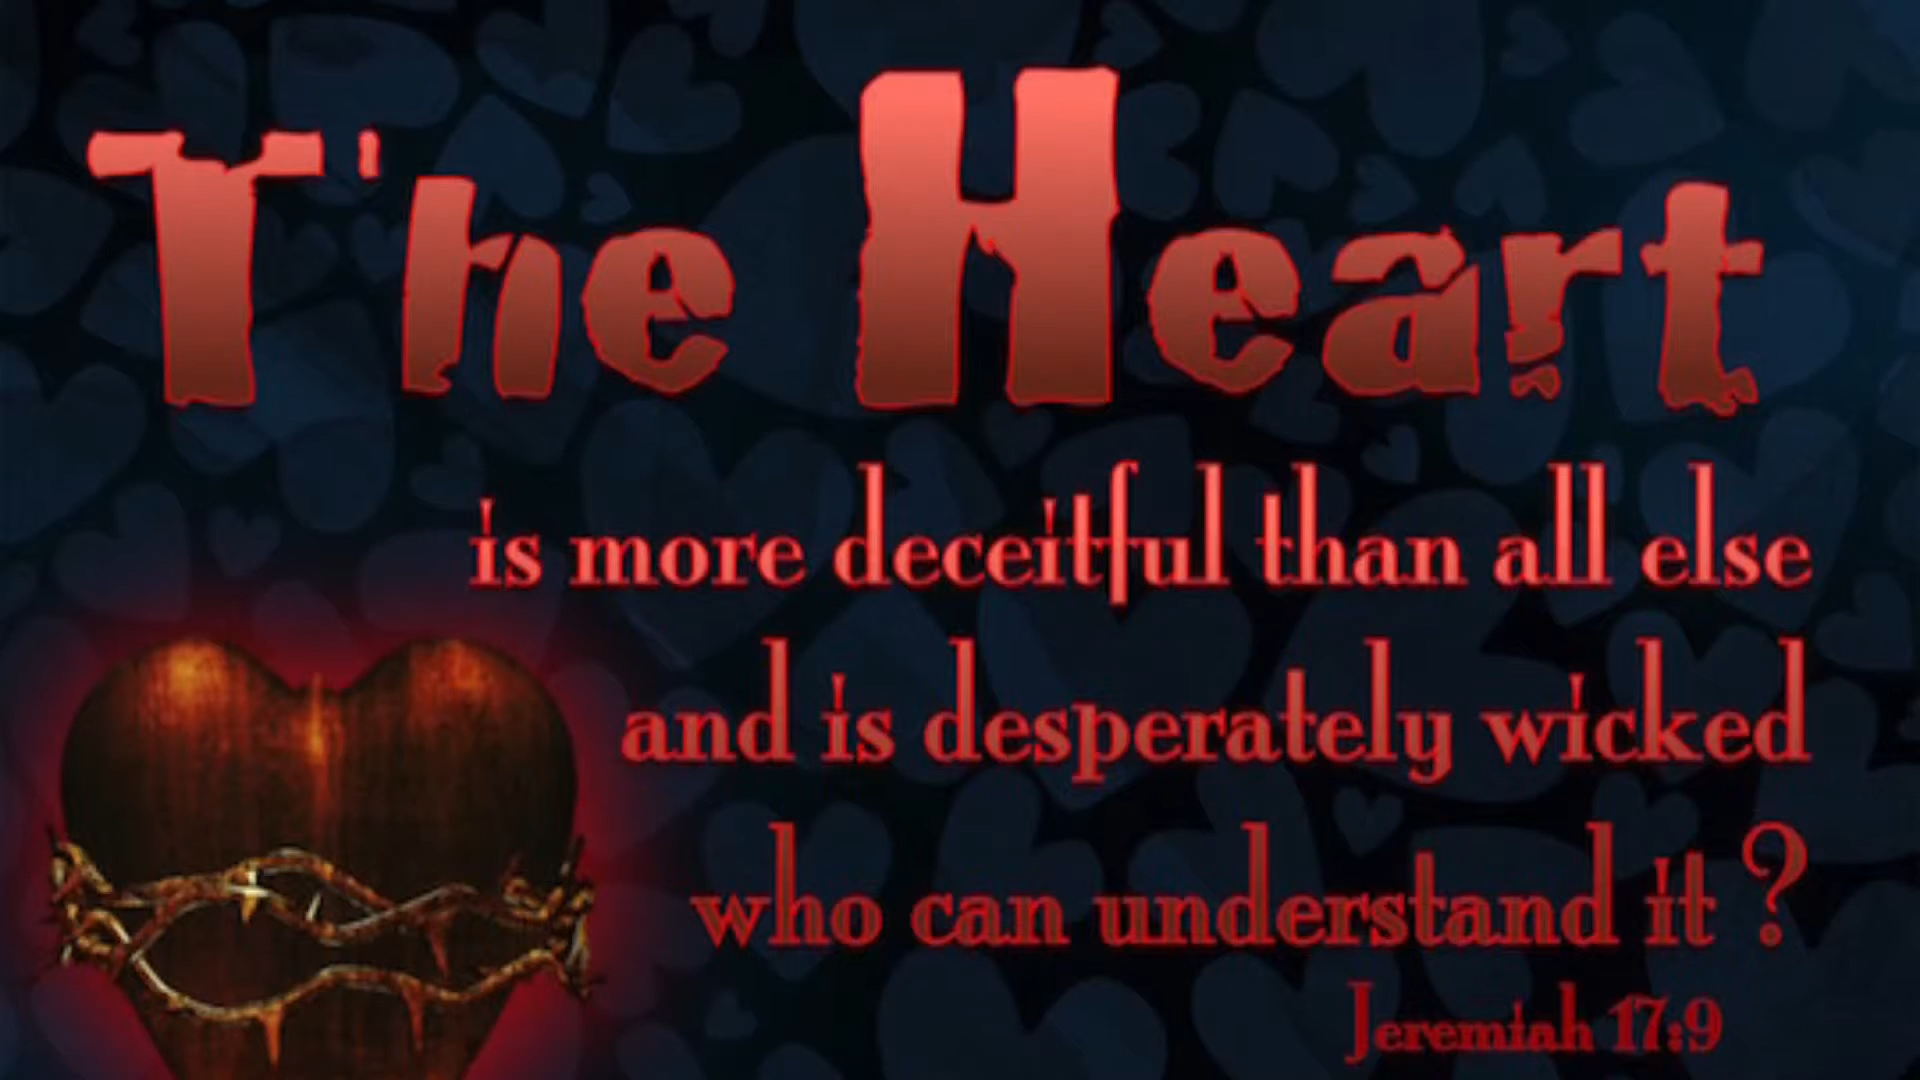 The Heart
is more deceitful than all else
and is desperately wicked
who can understand it ?
Jeremiah 17:9